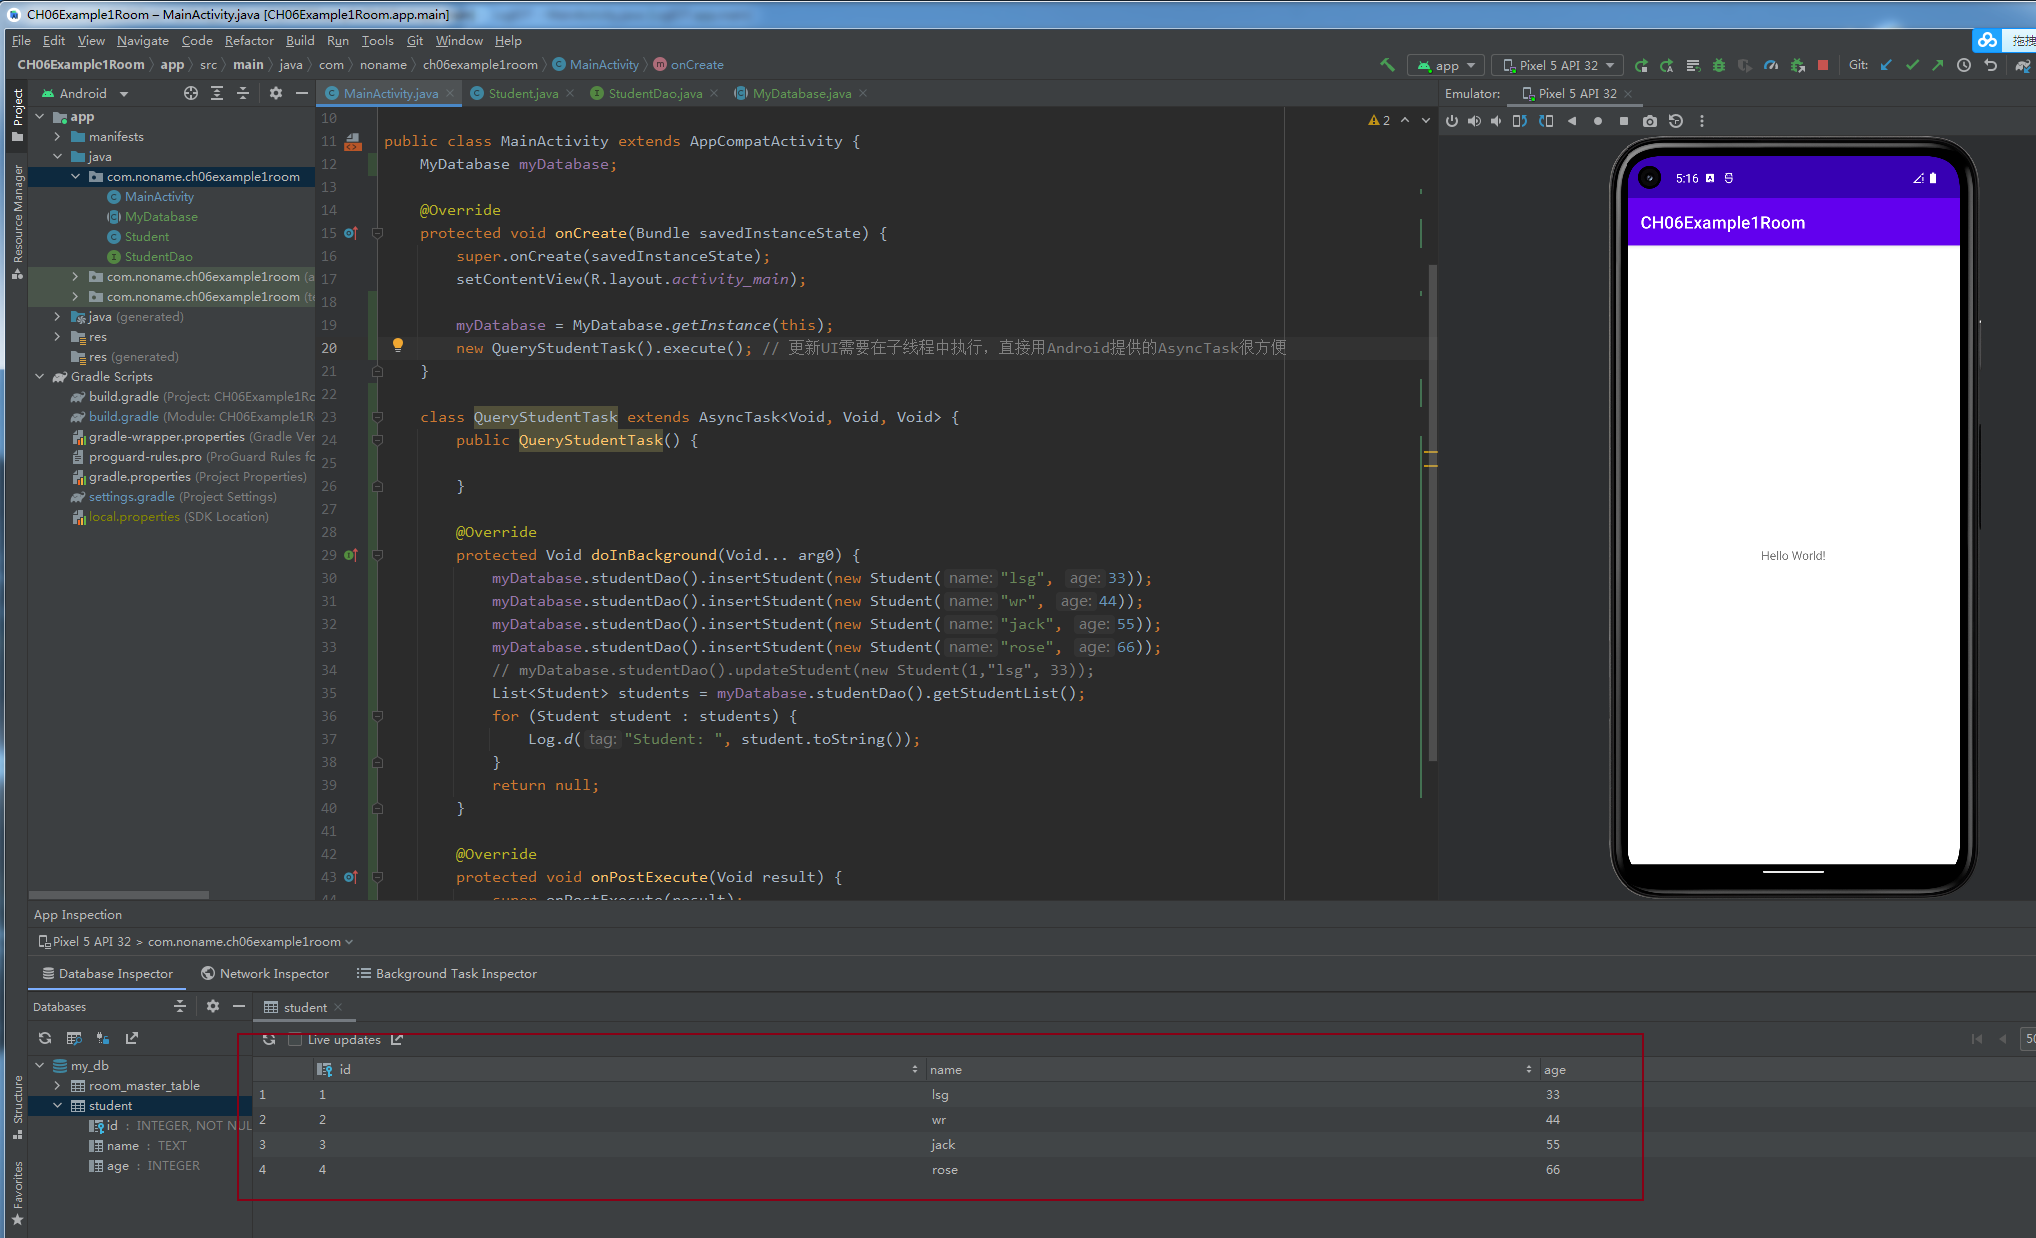 CH06Example1Room – MainActivity.java [CH06Example1Room.app.main]
File Edit View Navigate Code Refactor Build Run Tools Git Window Help
CH06Example1Room app src main java com noname ch06example1room MainActivity onCreate
app Pixel 5 API 32 Git:
拖拽
Project
Resource Manager
Structure
Favorites
Android
app
manifests
java
com.noname.ch06example1room
MainActivity
MyDatabase
Student
StudentDao
com.noname.ch06example1room (a
com.noname.ch06example1room (te
java (generated)
res
res (generated)
Gradle Scripts
build.gradle (Project: CH06Example1Rc
build.gradle (Module: CH06Example1R
gradle-wrapper.properties (Gradle Ver
proguard-rules.pro (ProGuard Rules fo
gradle.properties (Project Properties)
settings.gradle (Project Settings)
local.properties (SDK Location)
MainActivity.java Student.java StudentDao.java MyDatabase.java
2
10
11 public class MainActivity extends AppCompatActivity {
12 MyDatabase myDatabase;
13
14 @Override
15 protected void onCreate(Bundle savedInstanceState) {
16 super.onCreate(savedInstanceState);
17 setContentView(R.layout.activity_main);
18
19 myDatabase = MyDatabase.getInstance(this);
20 new QueryStudentTask().execute(); // 更新UI需要在子线程中执行，直接用Android提供的AsyncTask很方便
21 }
22
23 class QueryStudentTask extends AsyncTask<Void, Void, Void> {
24 public QueryStudentTask() {
25
26 }
27
28 @Override
29 protected Void doInBackground(Void... arg0) {
30 myDatabase.studentDao().insertStudent(new Student( name: "lsg", age: 33));
31 myDatabase.studentDao().insertStudent(new Student( name: "wr", age: 44));
32 myDatabase.studentDao().insertStudent(new Student( name: "jack", age: 55));
33 myDatabase.studentDao().insertStudent(new Student( name: "rose", age: 66));
34 // myDatabase.studentDao().updateStudent(new Student(1,"lsg", 33));
35 List<Student> students = myDatabase.studentDao().getStudentList();
36 for (Student student : students) {
37 Log.d( tag: "Student: ", student.toString());
38 }
39 return null;
40 }
41
42 @Override
43 protected void onPostExecute(Void result) {
44 super.onPostExecute(result);
Emulator: Pixel 5 API 32
5:16
CH06Example1Room
Hello World!
App Inspection
Pixel 5 API 32 > com.noname.ch06example1room
Database Inspector Network Inspector Background Task Inspector
Databases
my_db
room_master_table
student
id : INTEGER, NOT NUL
name : TEXT
age : INTEGER
student
Live updates
50
id name age
1 1 lsg 33
2 2 wr 44
3 3 jack 55
4 4 rose 66